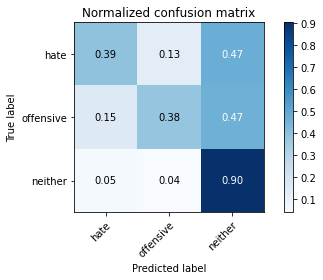 Normalized confusion matrix
True label
hate
0.39
0.13
0.47
offensive
0.15
0.38
0.47
neither
0.05
0.04
0.90
hate
offensive
neither
Predicted label
0.9
0.8
0.7
0.6
0.5
0.4
0.3
0.2
0.1